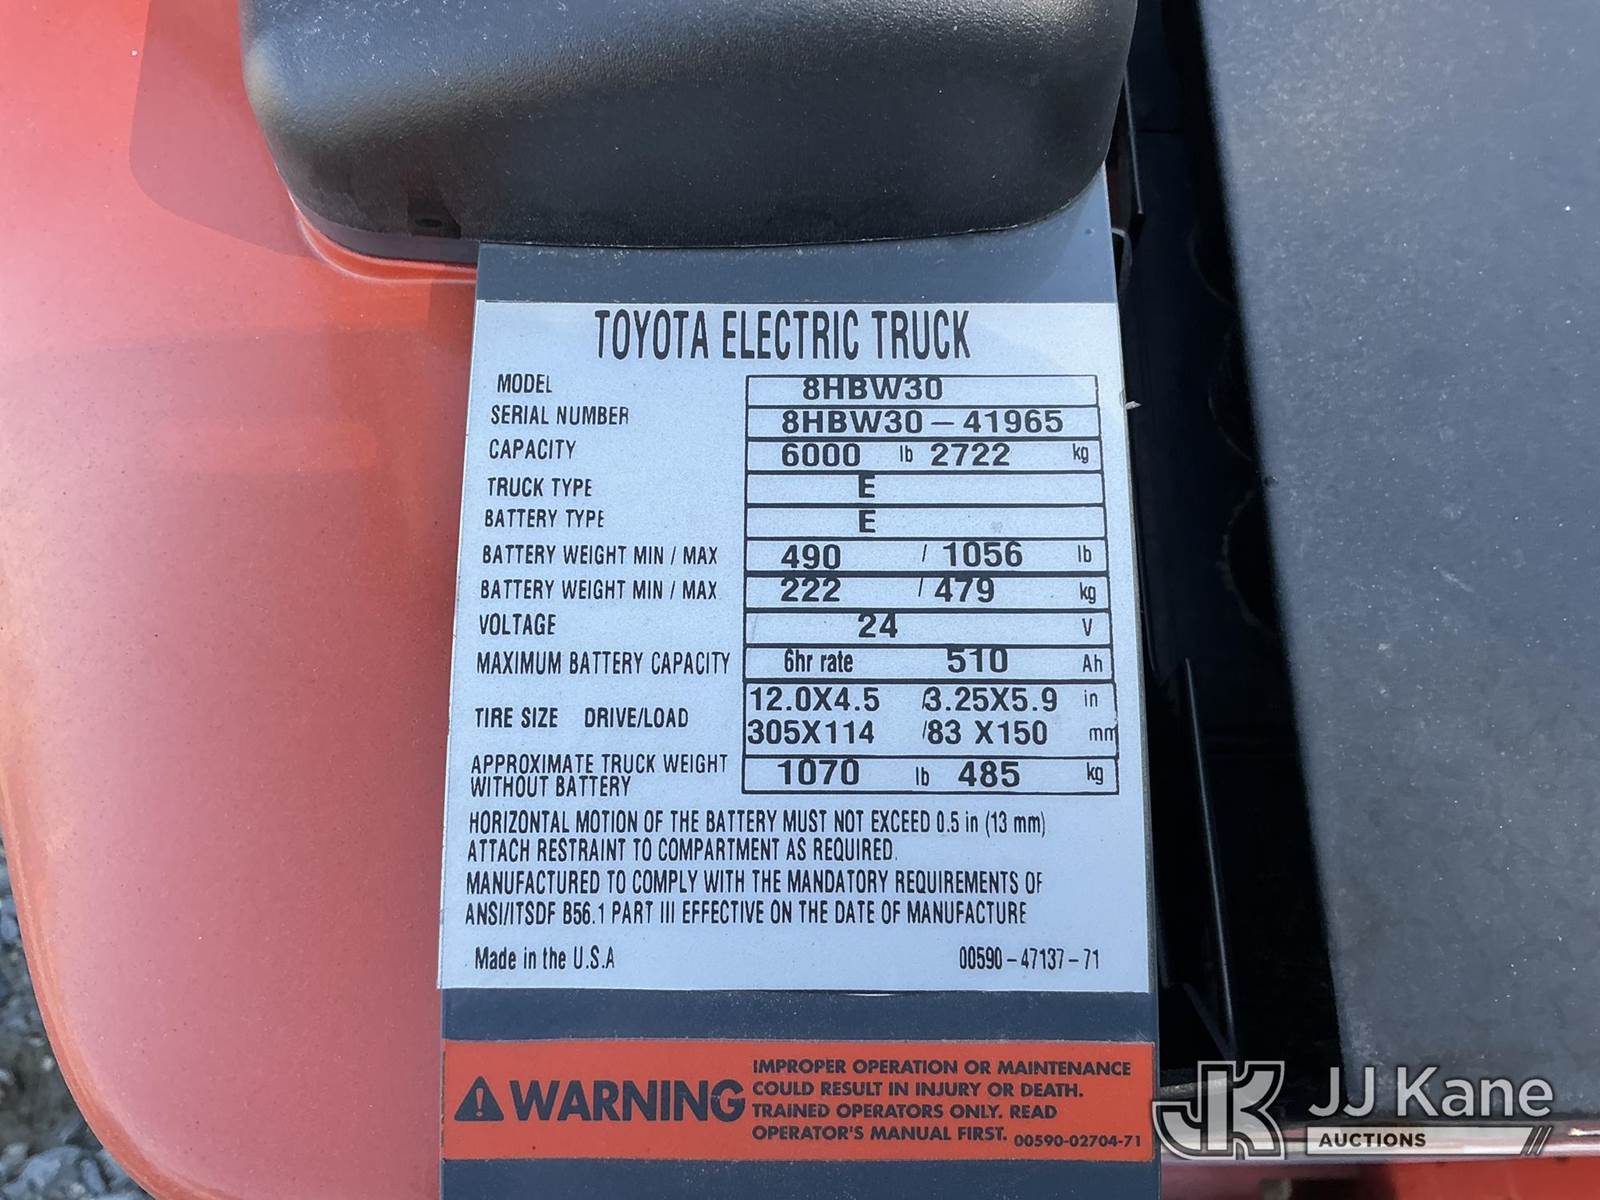 TOYOTA ELECTRIC TRUCK
MODEL 8HBW30
SERIAL NUMBER 8HBW30-41965
CAPACITY 6000 lb 2722 kg
TRUCK TYPE E
BATTERY TYPE E
BATTERY WEIGHT MIN / MAX 490 / 1056 lb
BATTERY WEIGHT MIN / MAX 222 / 479 kg
VOLTAGE 24 V
MAXIMUM BATTERY CAPACITY 6hr rate 510 Ah
TIRE SIZE DRIVE/LOAD 12.0X4.5 /3.25X5.9 in
305X114 /83 X150 mm
APPROXIMATE TRUCK WEIGHT
WITHOUT BATTERY 1070 lb 485 kg
HORIZONTAL MOTION OF THE BATTERY MUST NOT EXCEED 0.5 in (13 mm)
ATTACH RESTRAINT TO COMPARTMENT AS REQUIRED.
MANUFACTURED TO COMPLY WITH THE MANDATORY REQUIREMENTS OF
ANSI/ITSDF B56.1 PART III EFFECTIVE ON THE DATE OF MANUFACTURE
Made in the U.S.A 00590-47137-71
WARNING
IMPROPER OPERATION OR MAINTENANCE
COULD RESULT IN INJURY OR DEATH.
TRAINED OPERATORS ONLY. READ
OPERATOR'S MANUAL FIRST. 00590-02704-71
JK JJ Kane
AUCTIONS